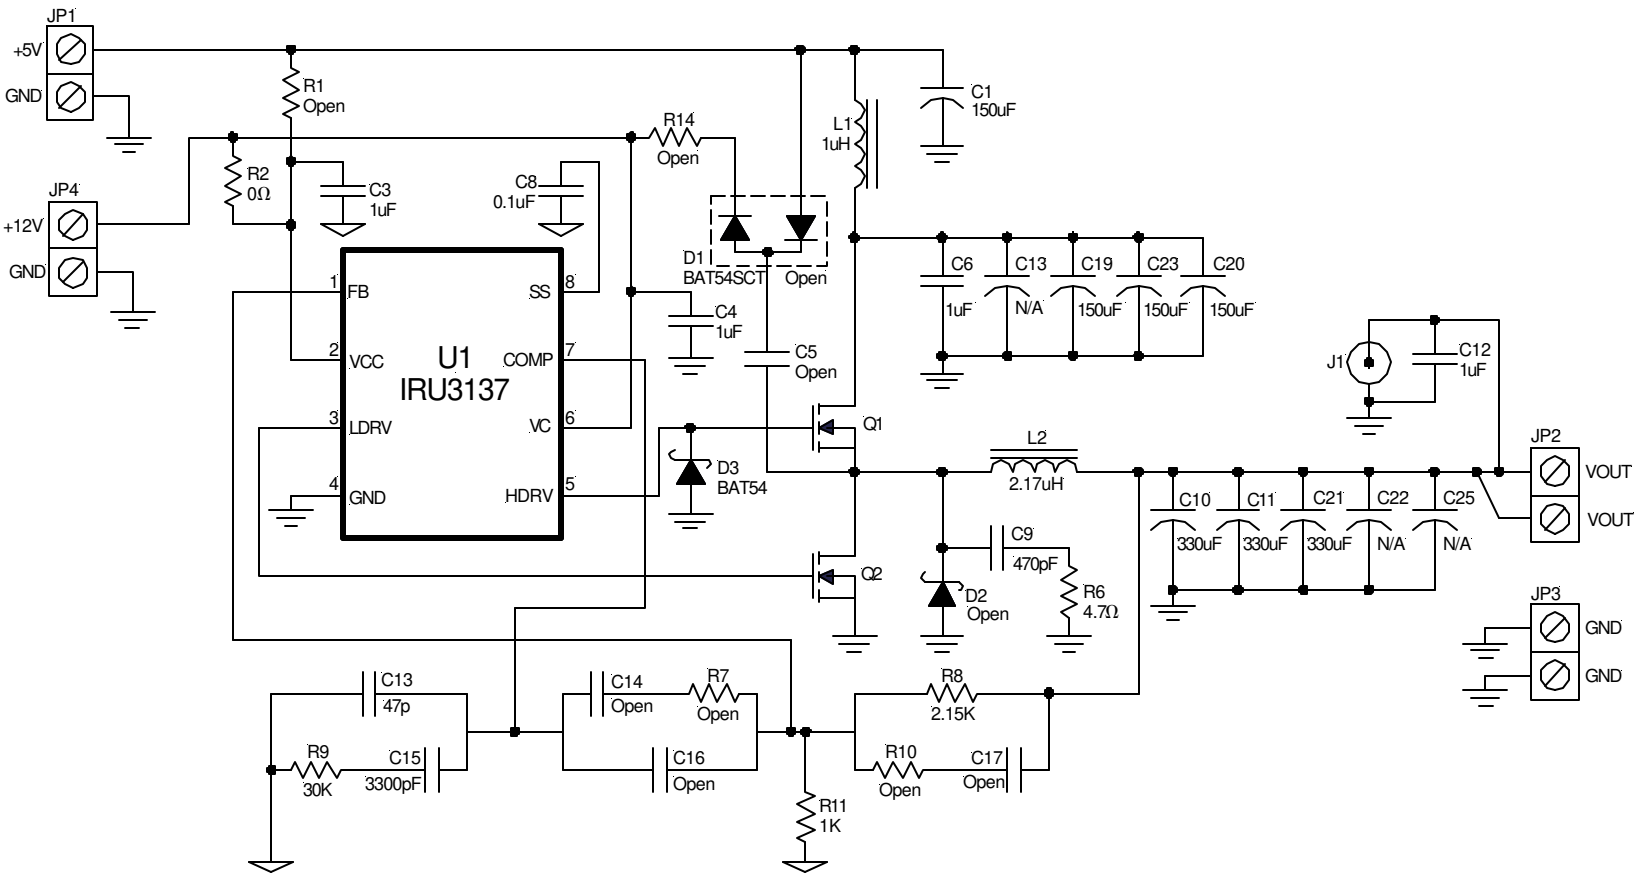 JP1
+5V
GND
R1
Open
C1
150uF
R14
Open
L1
1uH
JP4
+12V
GND
R2
0Ω
C3
1uF
C8
0.1uF
D1
BAT54SCT
Open
C6
1uF
C13
N/A
C19
150uF
C23
150uF
C20
150uF
1
FB
2
VCC
3
LDRV
4
GND
U1
IRU3137
8
SS
7
COMP
6
VC
5
HDRV
C4
1uF
C5
Open
J1
C12
1uF
Q1
D3
BAT54
L2
2.17uH
JP2
VOUT
VOUT
C10
330uF
C11
330uF
C21
330uF
C22
N/A
C25
N/A
Q2
C9
470pF
D2
Open
R6
4.7Ω
JP3
GND
GND
C13
47p
R9
30K
C15
3300pF
C14
Open
R7
Open
C16
Open
R8
2.15K
R10
Open
C17
Open
R11
1K